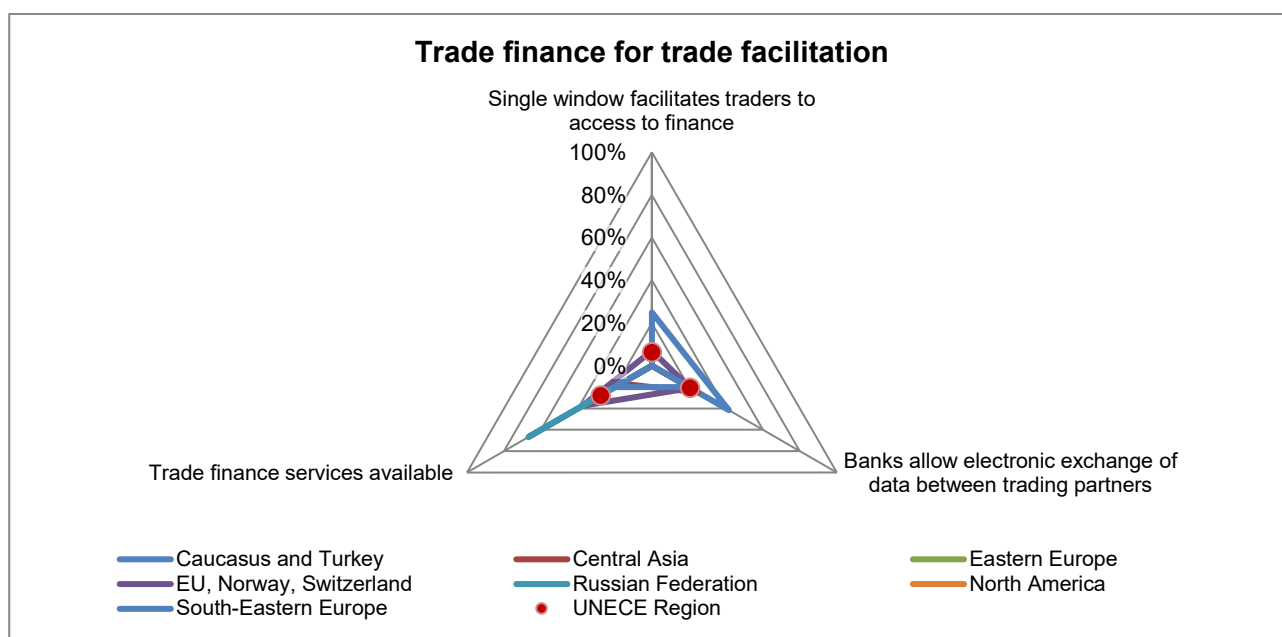 Trade finance for trade facilitation
Single window facilitates traders to
access to finance
100%
80%
60%
40%
20%
0%
Trade finance services available
Banks allow electronic exchange of
data between trading partners
Caucasus and Turkey
Central Asia
Eastern Europe
EU, Norway, Switzerland
Russian Federation
North America
South-Eastern Europe
UNECE Region